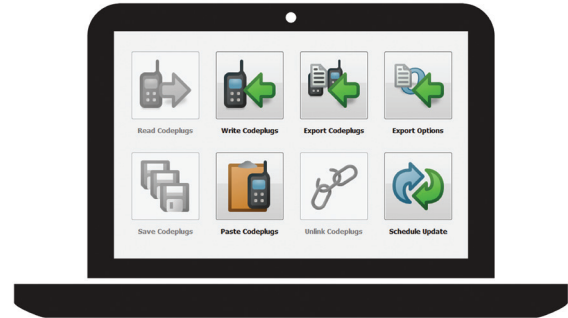 Read Codeplugs
Write Codeplugs
Export Codeplugs
Export Options
Save Codeplugs
Paste Codeplugs
Unlink Codeplugs
Schedule Update